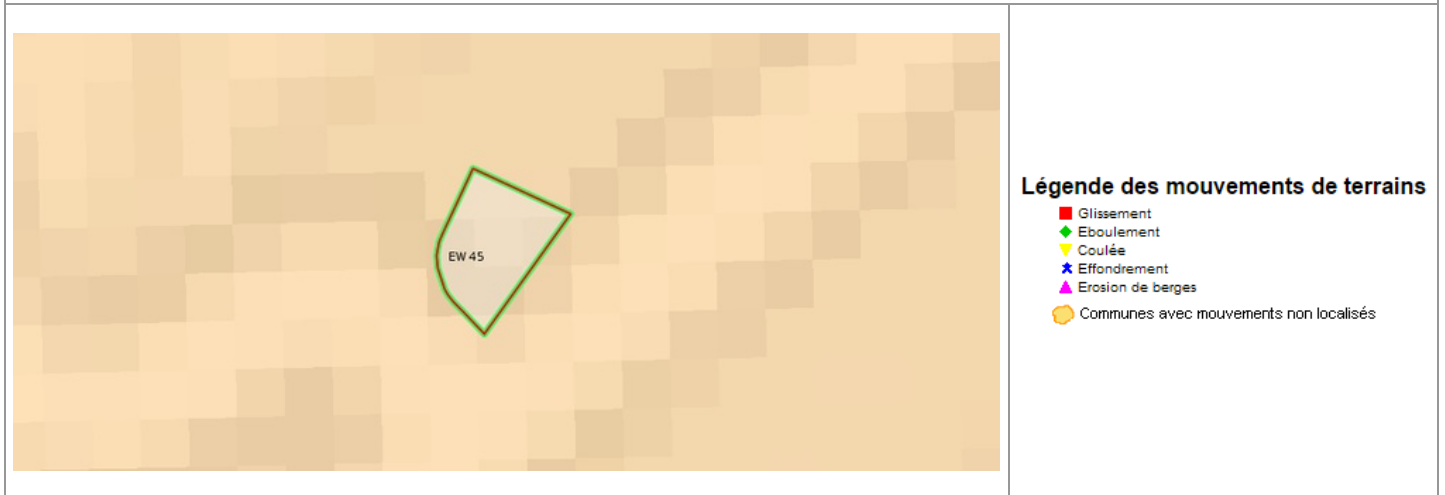 EW 45
Légende des mouvements de terrains
Glissement
Eboulement
Coulée
Effondrement
Erosion de berges
Communes avec mouvements non localisés